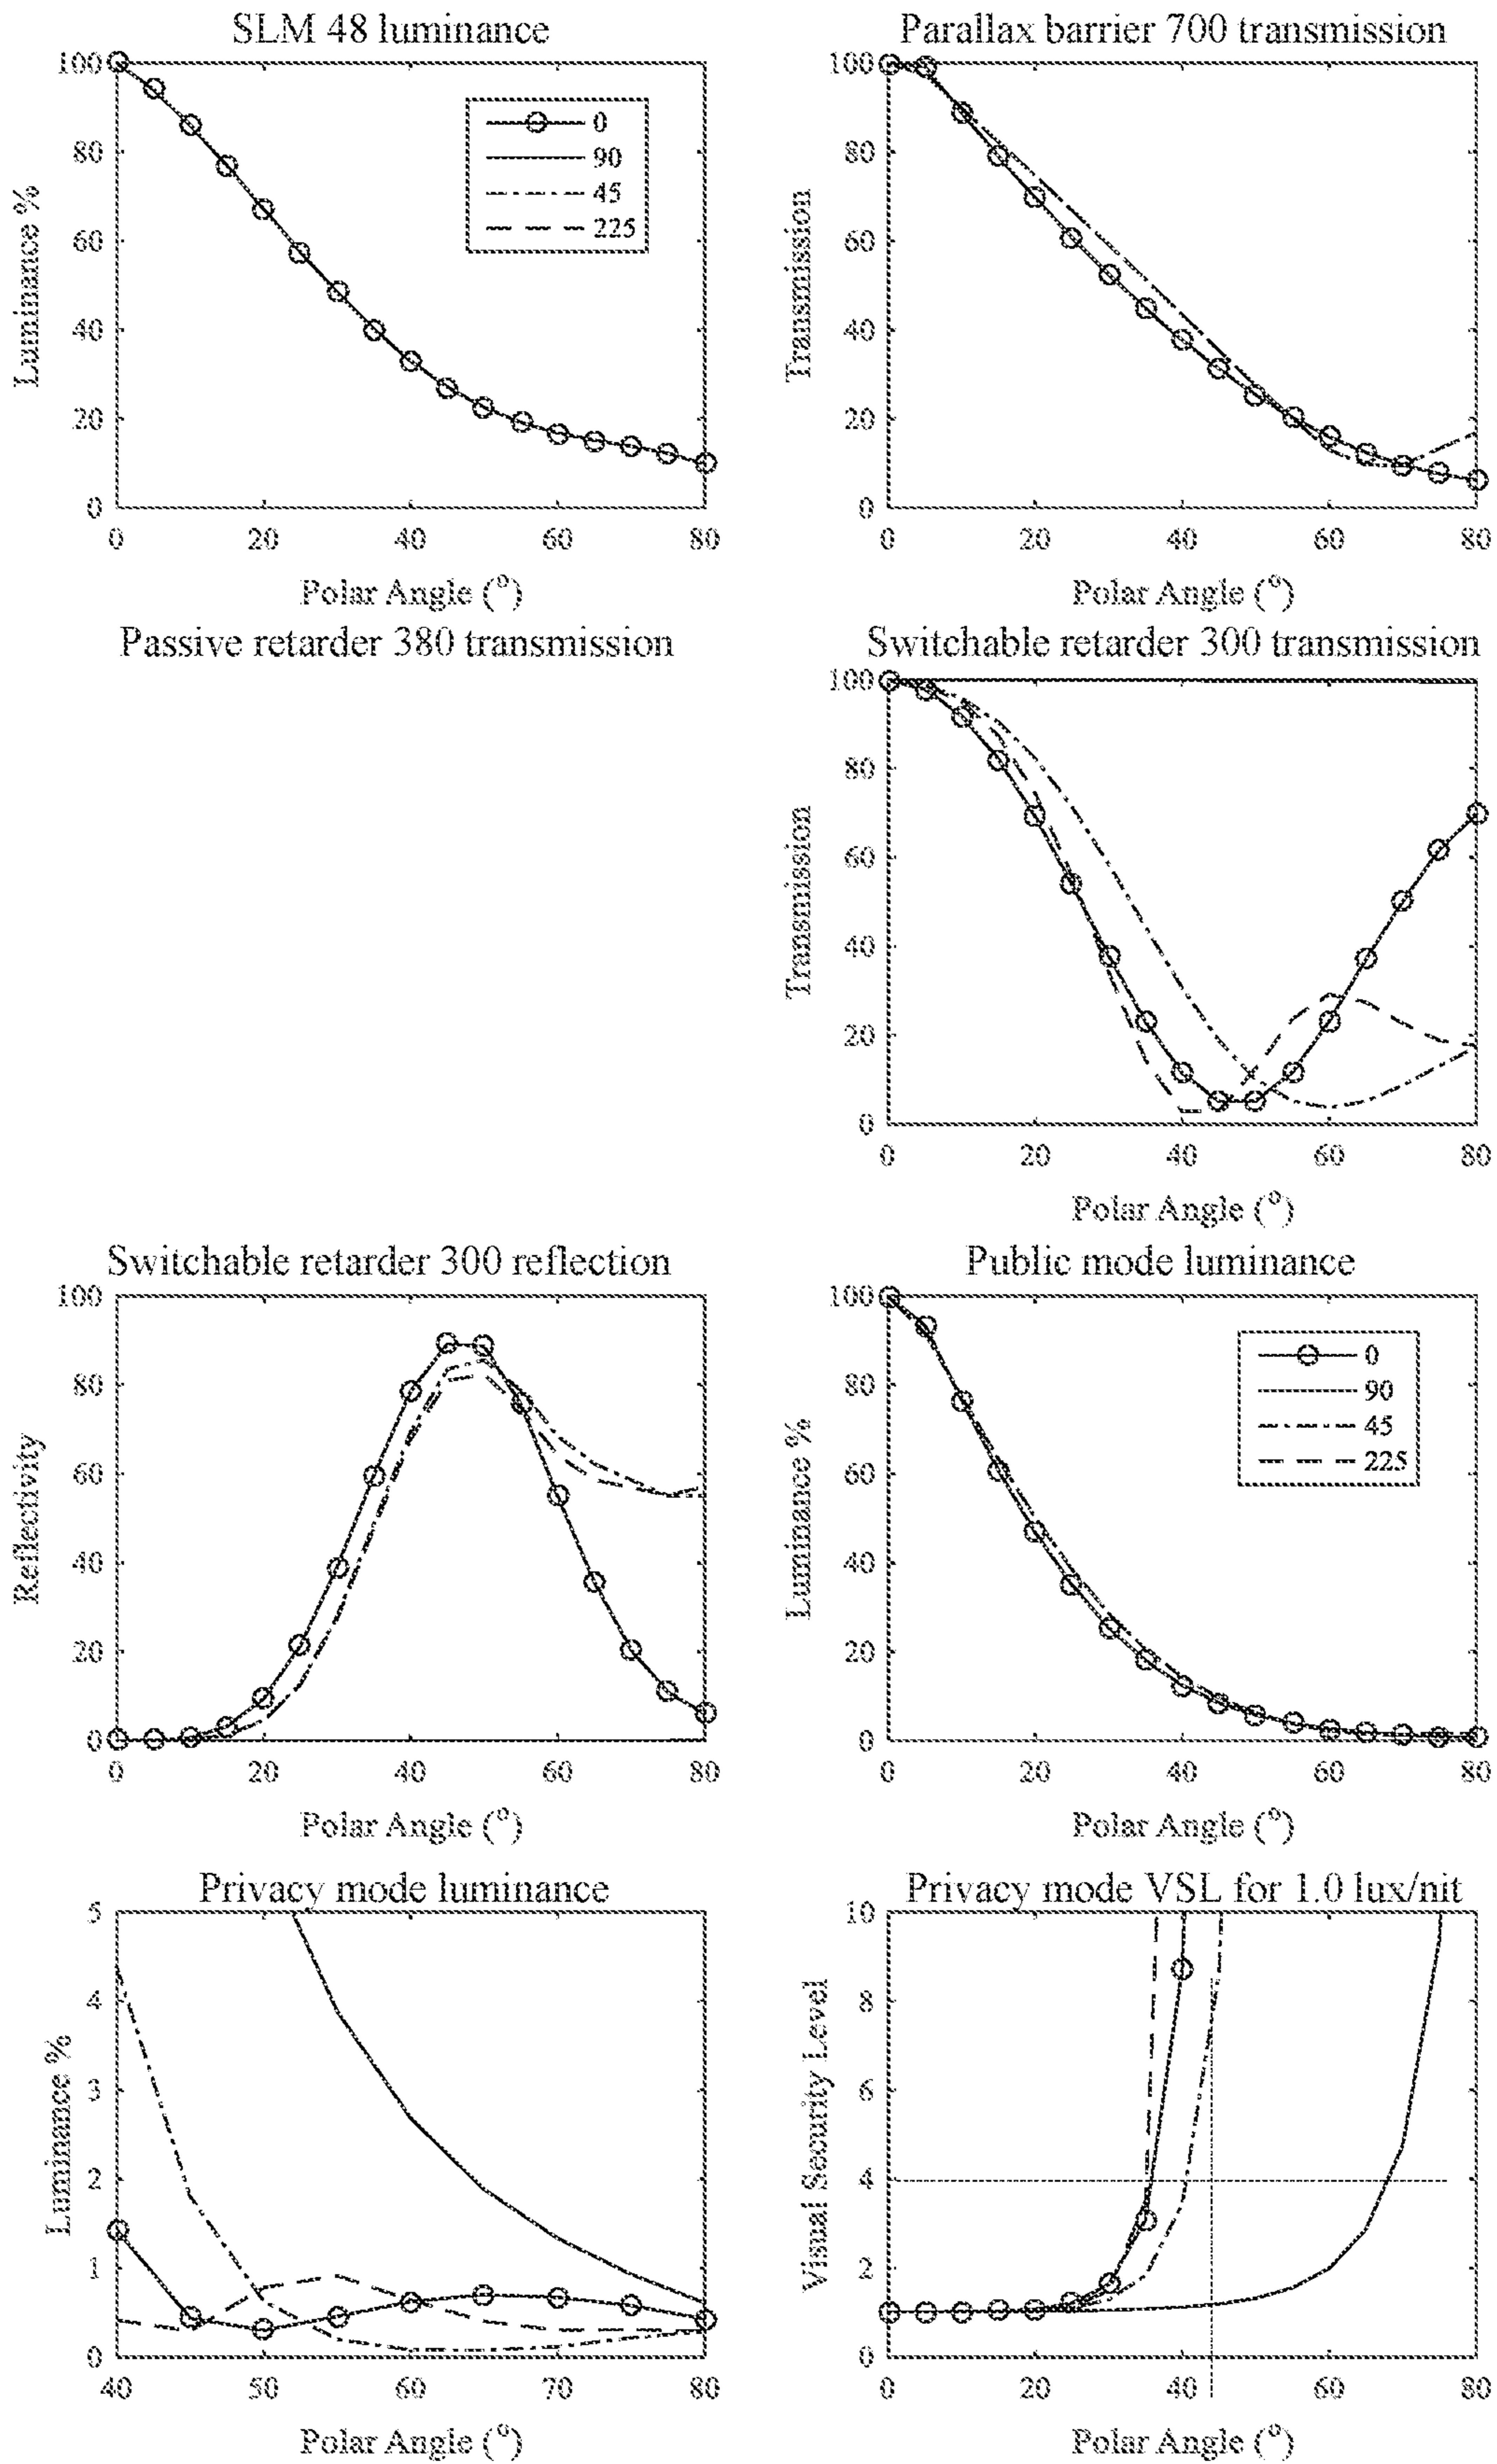 SLM 48 luminance
100
80
60
40
20
0
Luminance %
0
90
45
225
0 20 40 60 80
Polar Angle (°)
Parallax barrier 700 transmission
100
80
60
40
20
0
Transmission
0 20 40 60 80
Polar Angle (°)
Passive retarder 380 transmission
Switchable retarder 300 transmission
100
80
60
40
20
0
Transmission
0 20 40 60 80
Polar Angle (°)
Switchable retarder 300 reflection
100
80
60
40
20
0
Reflectivity
0 20 40 60 80
Polar Angle (°)
Public mode luminance
100
80
60
40
20
0
Luminance %
0
90
45
225
0 20 40 60 80
Polar Angle (°)
Privacy mode luminance
5
4
3
2
1
0
Luminance %
40 50 60 70 80
Polar Angle (°)
Privacy mode VSL for 1.0 lux/nit
10
8
6
4
2
0
Visual Security Level
0 20 40 60 80
Polar Angle (°)